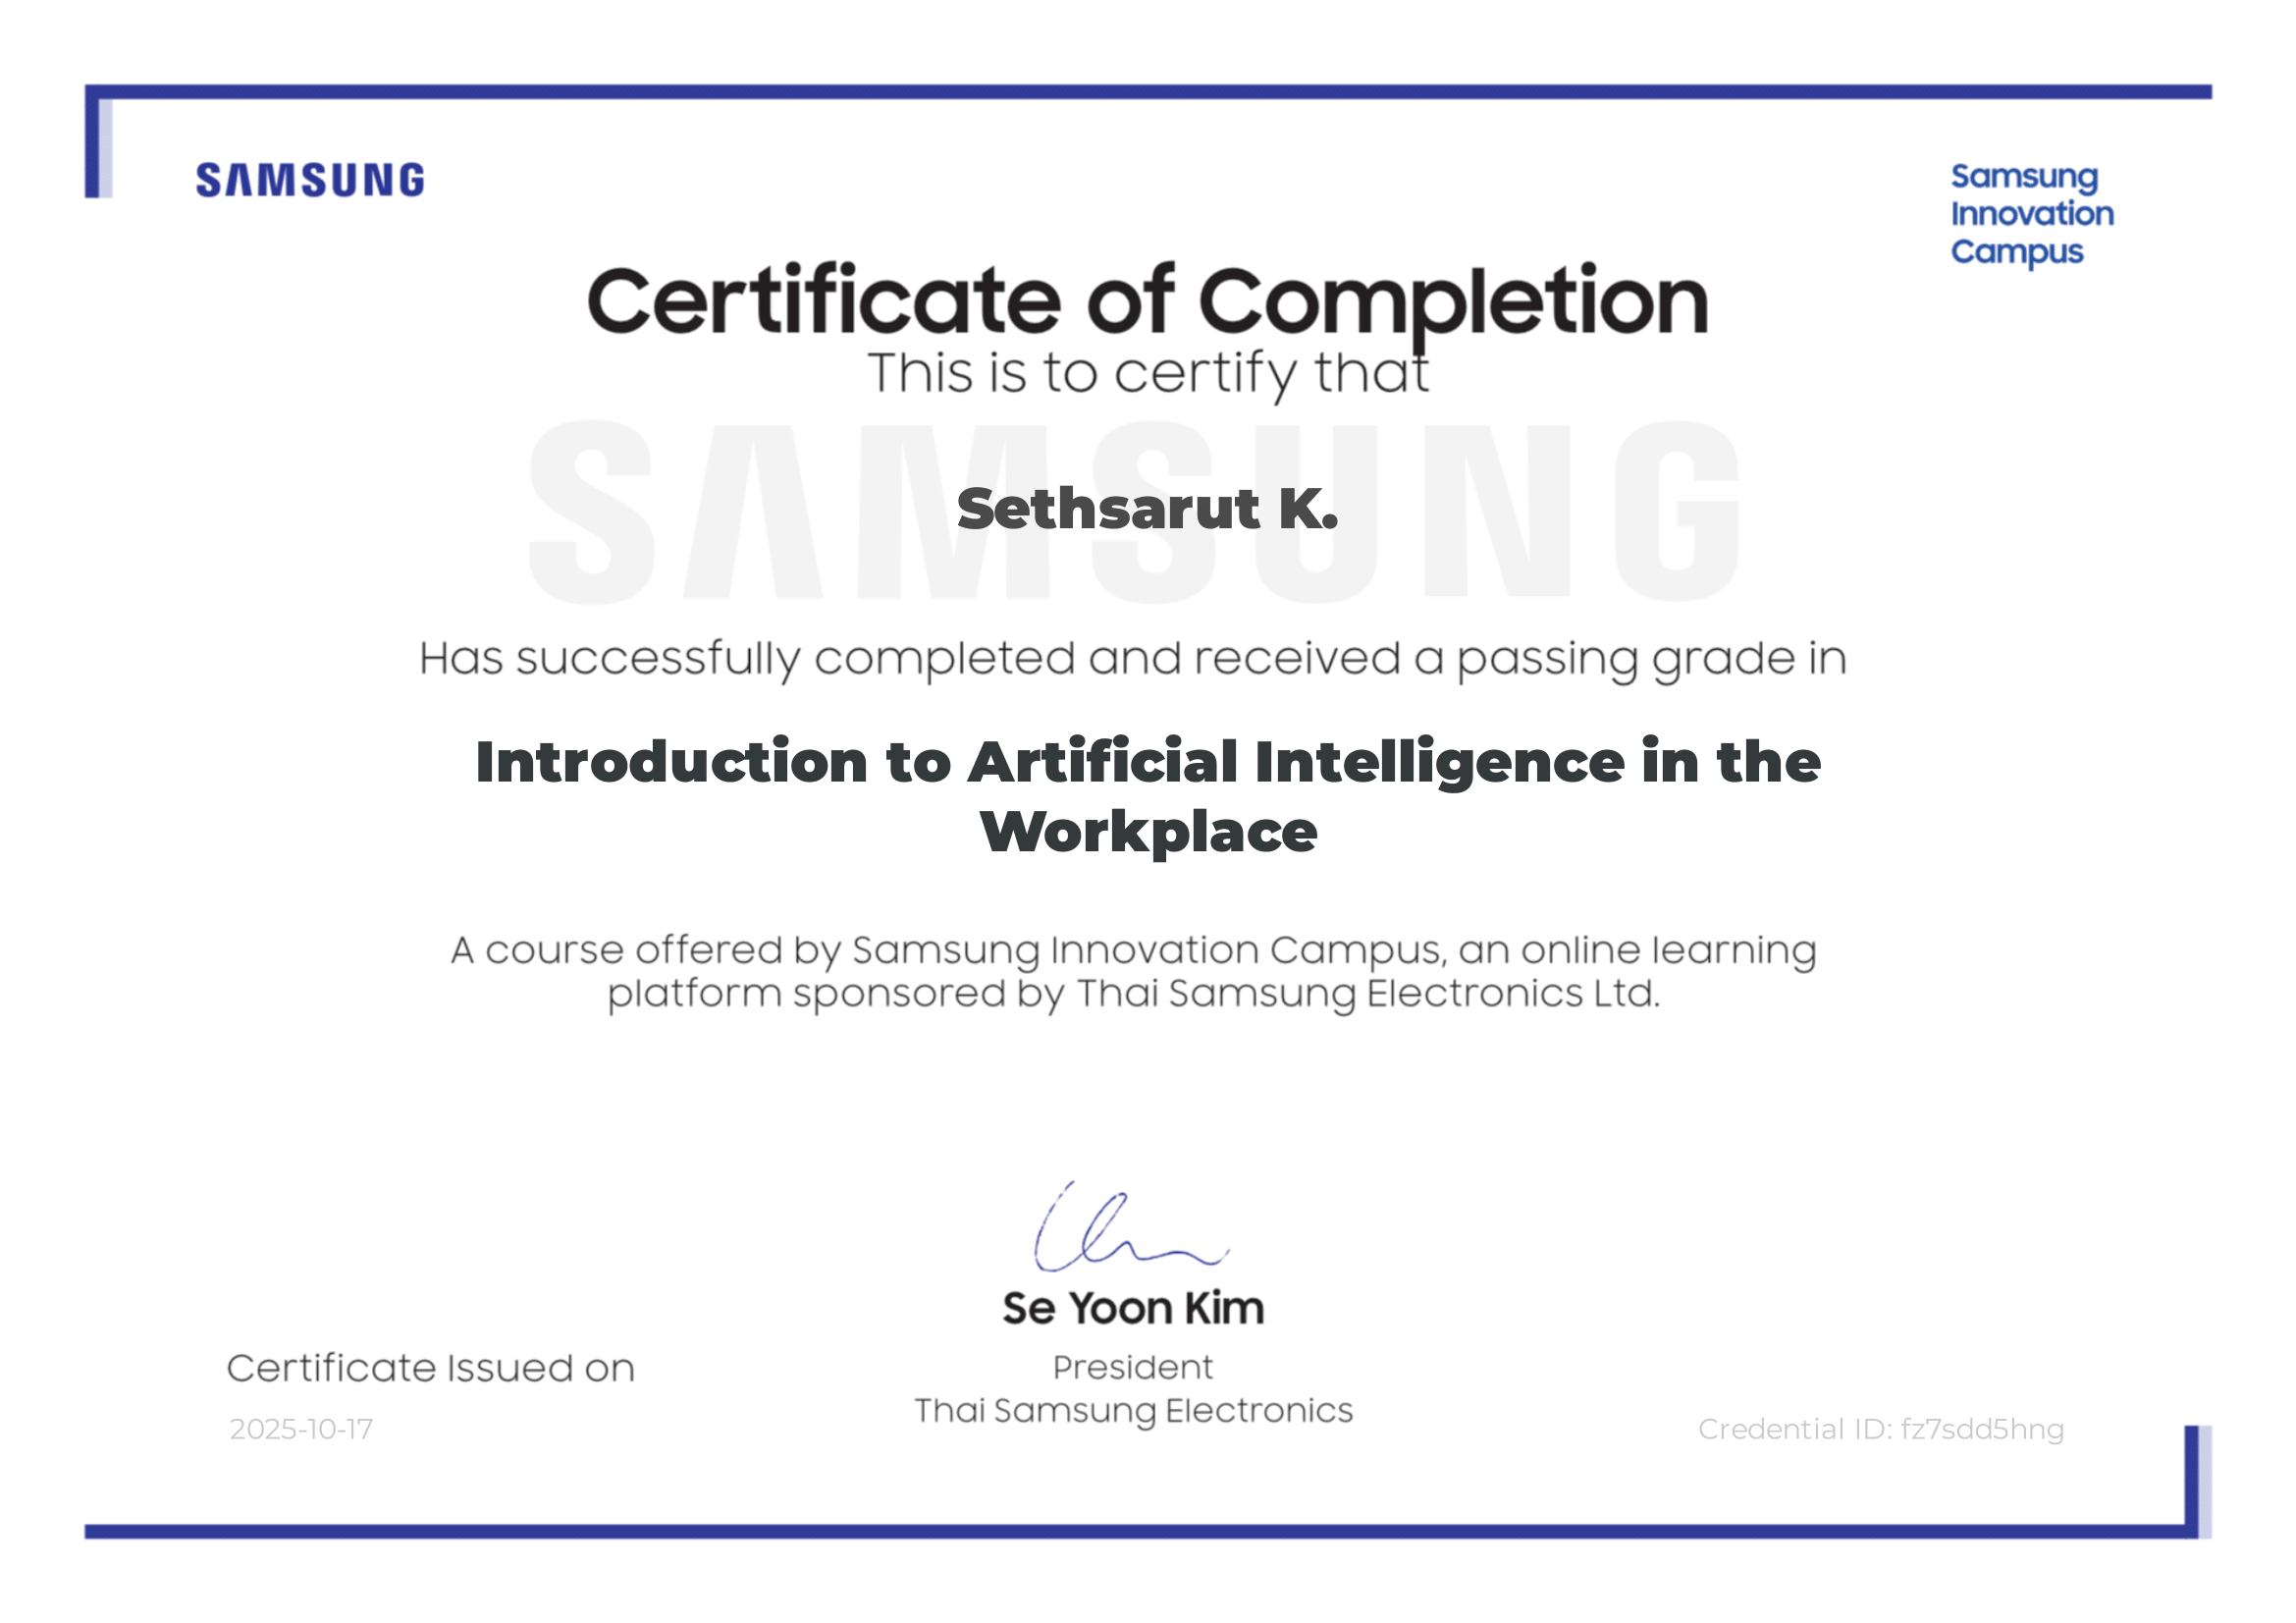 SAMSUNG
Samsung
Innovation
Campus
Certificate of Completion
This is to certify that
SAMSUNG
Sethsarut K.
Has successfully completed and received a passing grade in
Introduction to Artificial Intelligence in the
Workplace
A course offered by Samsung Innovation Campus, an online learning
platform sponsored by Thai Samsung Electronics Ltd.
Se Yoon Kim
President
Thai Samsung Electronics
Certificate Issued on
2025-10-17
Credential ID: fz7sdd5hng